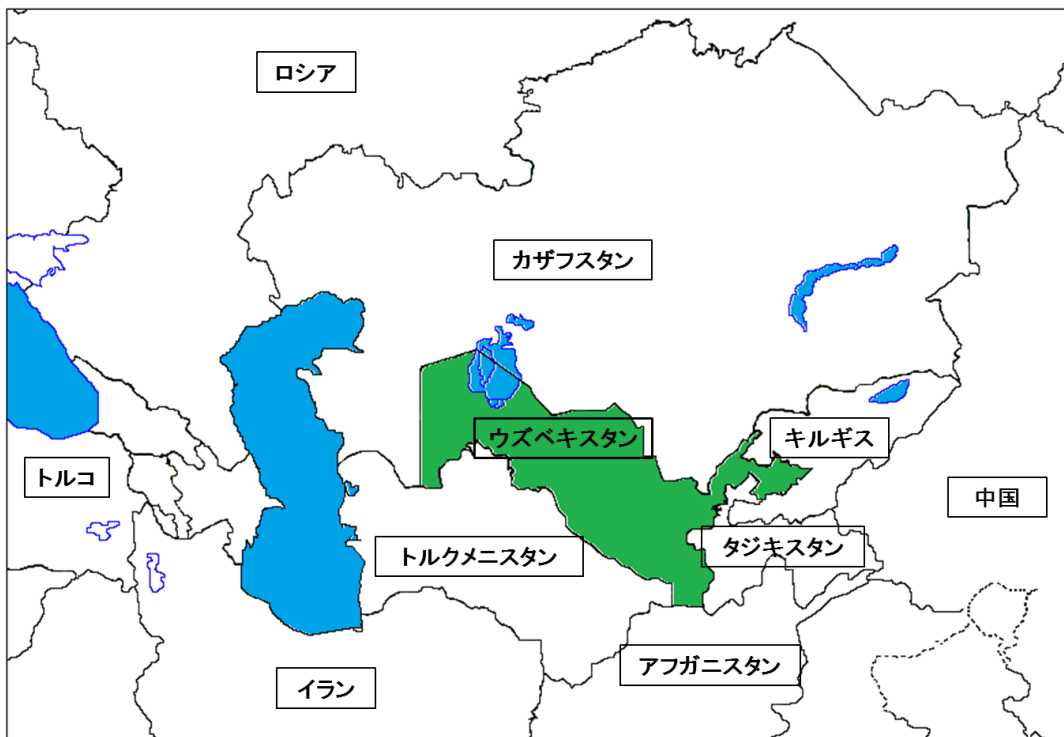 ロシア
カザフスタン
ウズベキスタン
キルギス
トルコ
中国
トルクメニスタン
タジキスタン
アフガニスタン
イラン